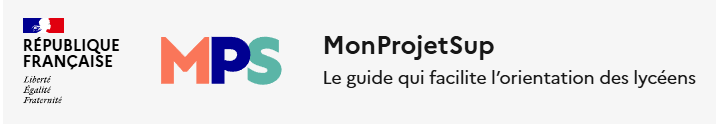 RÉPUBLIQUE
FRANÇAISE
Liberté
Égalité
Fraternité
MPS
MonProjetSup
Le guide qui facilite l’orientation des lycéens